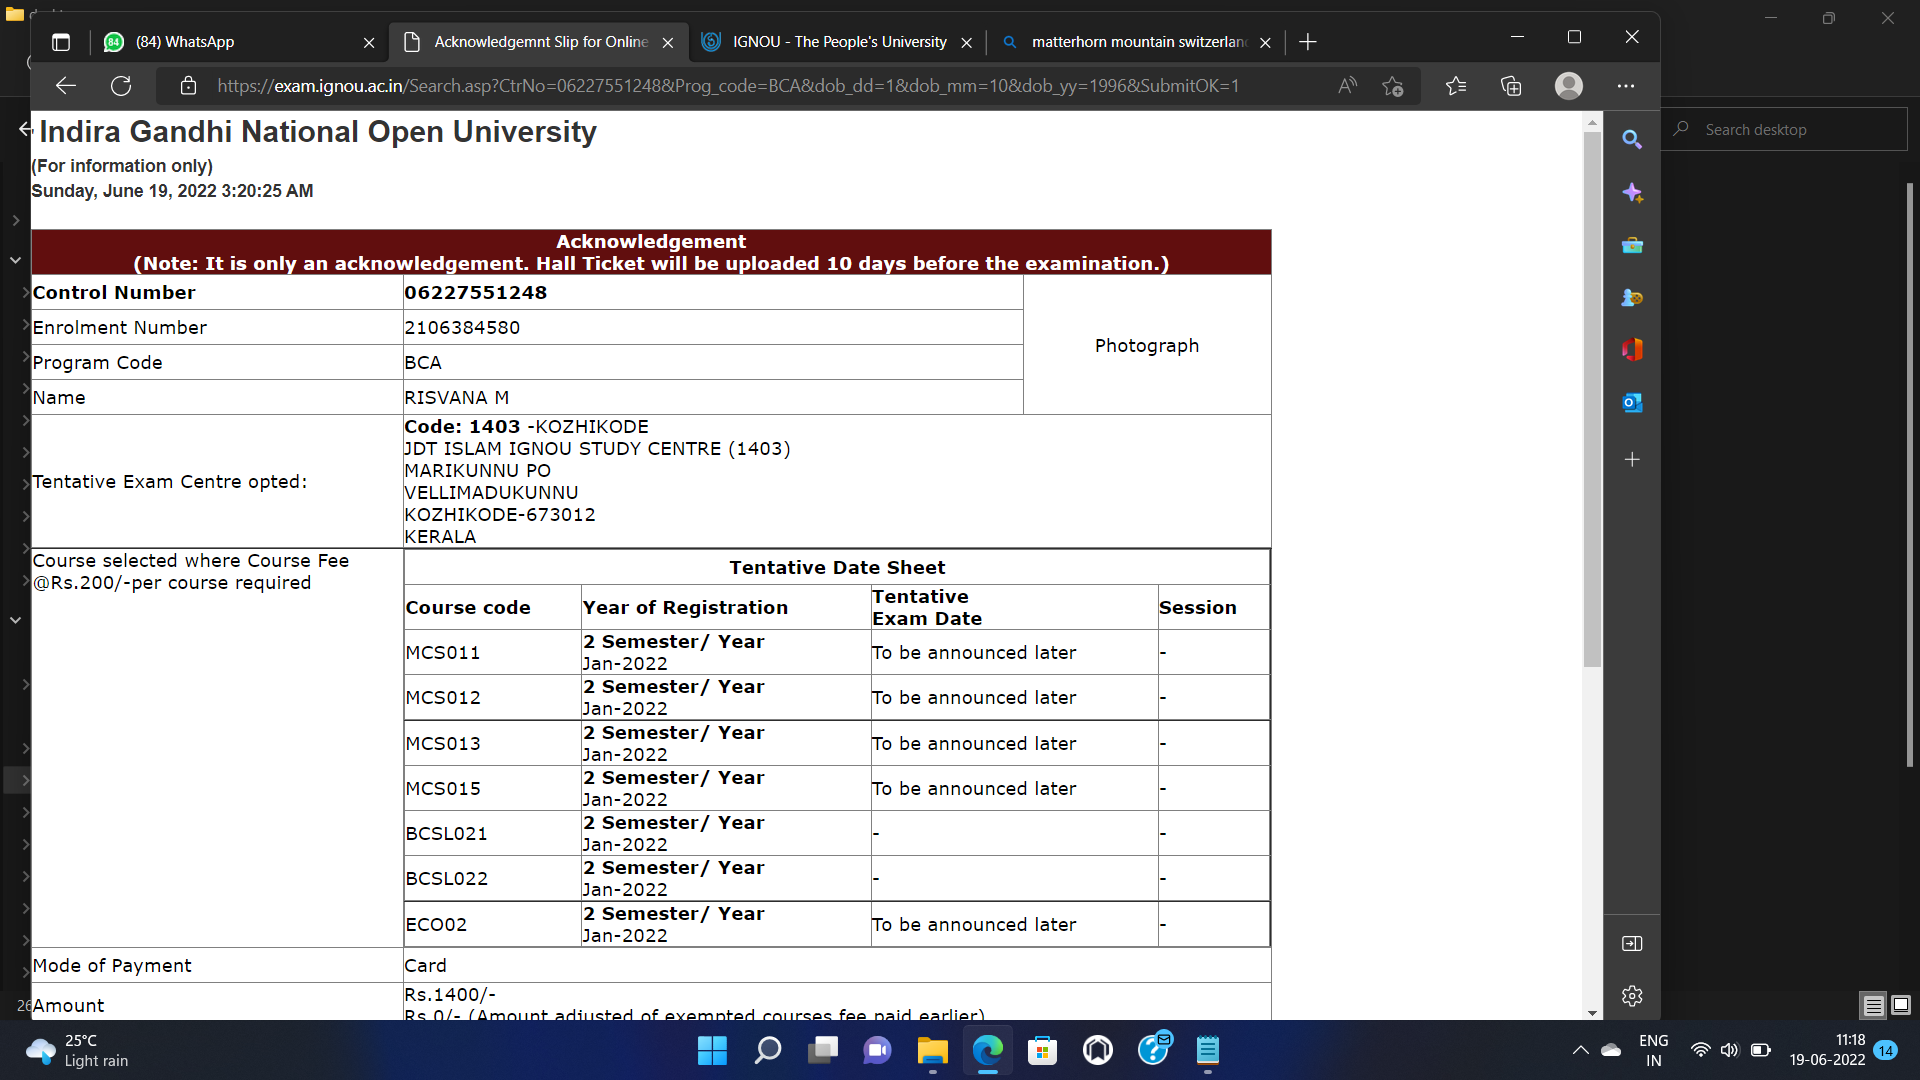 (84) WhatsApp
Acknowledgemnt Slip for Online
IGNOU - The People's University
matterhorn mountain switzerlan
https://exam.ignou.ac.in/Search.asp?CtrNo=06227551248&Prog_code=BCA&dob_dd=1&dob_mm=10&dob_yy=1996&SubmitOK=1
Search desktop
Indira Gandhi National Open University
(For information only)
Sunday, June 19, 2022 3:20:25 AM
Acknowledgement
(Note: It is only an acknowledgement. Hall Ticket will be uploaded 10 days before the examination.)
Control Number 06227551248
Enrolment Number 2106384580
Photograph
Program Code BCA
Name RISVANA M
Tentative Exam Centre opted:
Code: 1403 -KOZHIKODE
JDT ISLAM IGNOU STUDY CENTRE (1403)
MARIKUNNU PO
VELLIMADUKUNNU
KOZHIKODE-673012
KERALA
Course selected where Course Fee
@Rs.200/-per course required
Tentative Date Sheet
Course code Year of Registration Tentative Exam Date Session
MCS011 2 Semester/ Year Jan-2022 To be announced later -
MCS012 2 Semester/ Year Jan-2022 To be announced later -
MCS013 2 Semester/ Year Jan-2022 To be announced later -
MCS015 2 Semester/ Year Jan-2022 To be announced later -
BCSL021 2 Semester/ Year Jan-2022 - -
BCSL022 2 Semester/ Year Jan-2022 - -
ECO02 2 Semester/ Year Jan-2022 To be announced later -
Mode of Payment Card
Amount Rs.1400/-
Rs.0/- (Amount adjusted of exempted courses fee paid earlier)
25°C
Light rain
ENG
IN
11:18
19-06-2022
14